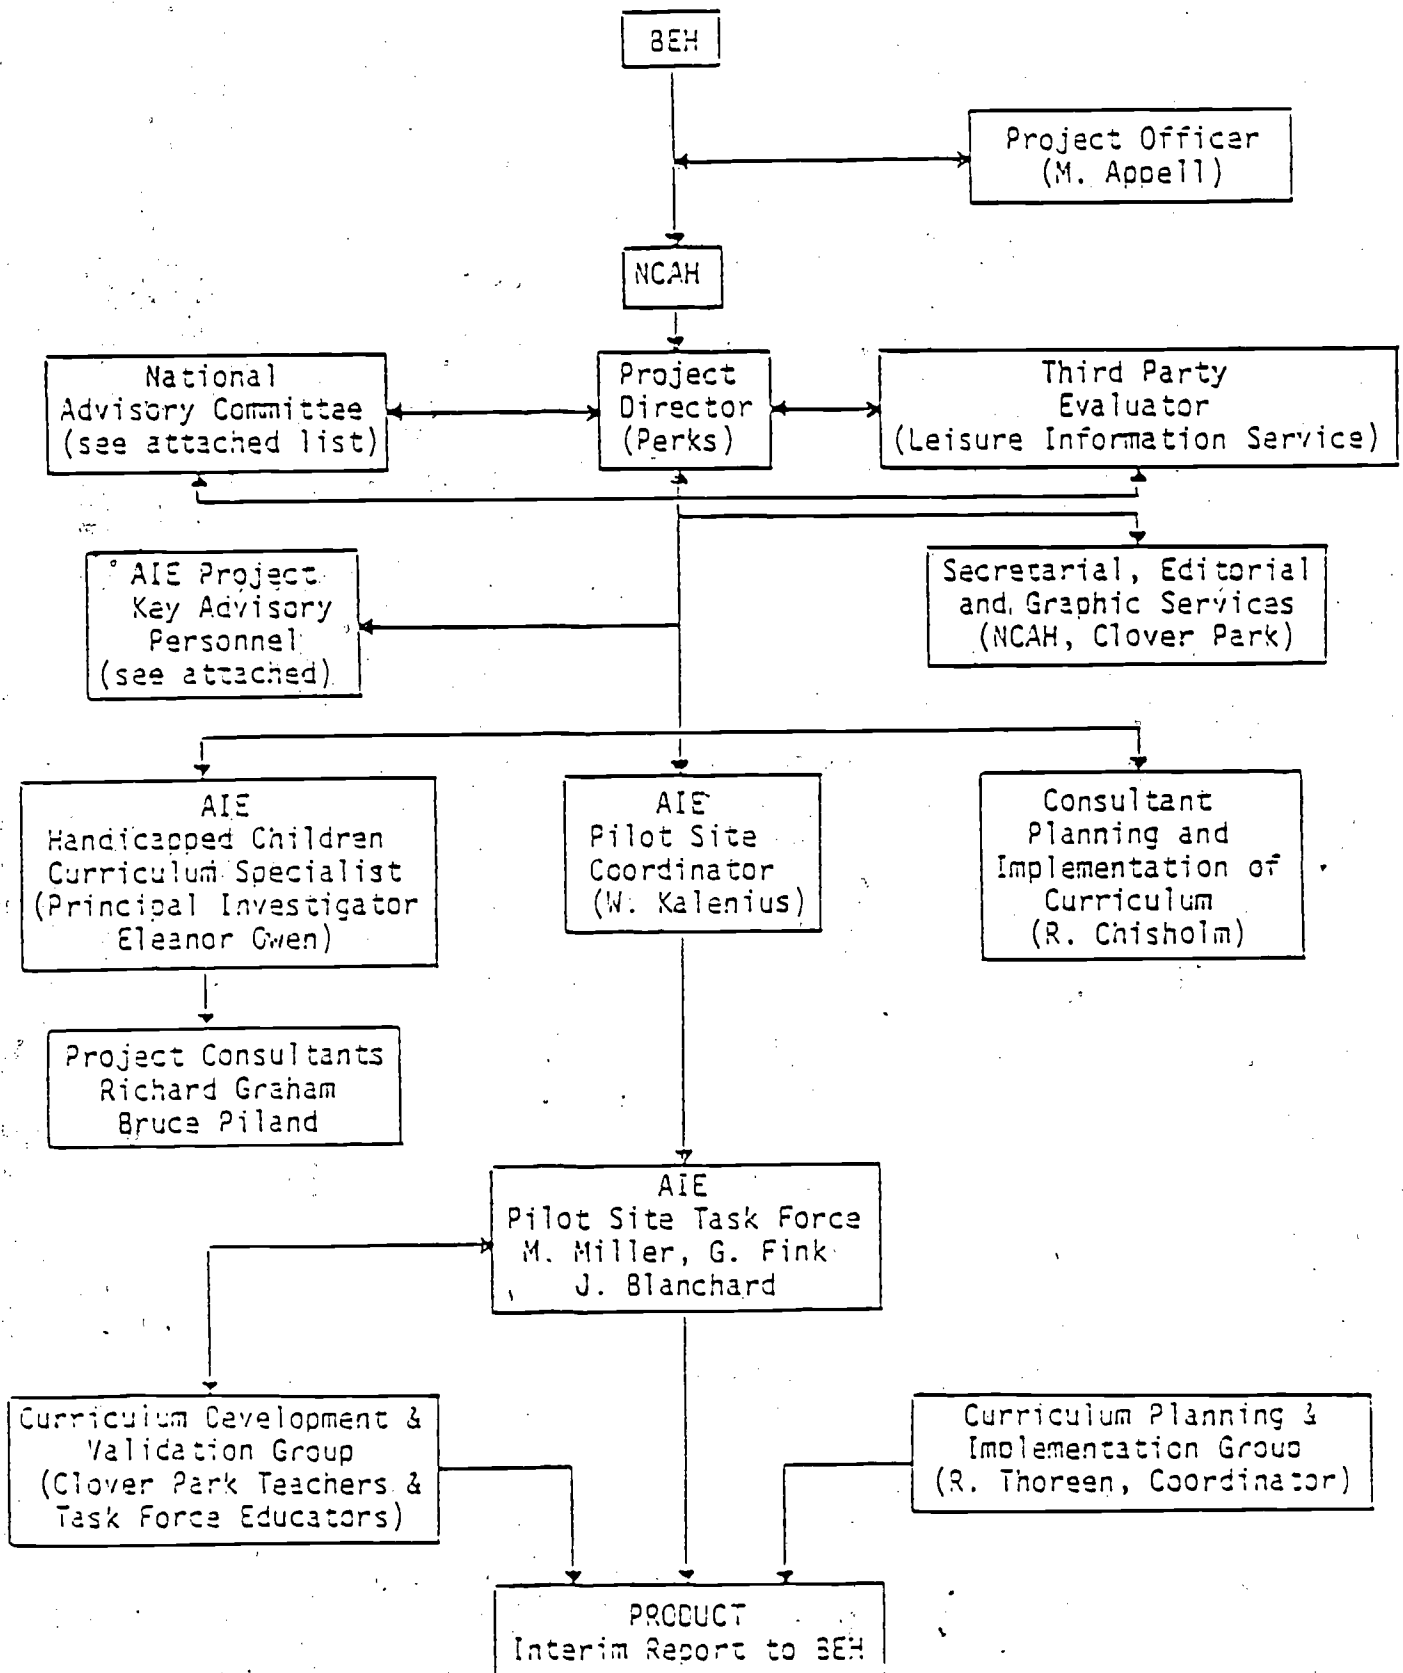 BEH
Project Officer
(M. Appell)
NCAH
National
Advisory Committee
(see attached list)
Project
Director
(Perks)
Third Party
Evaluator
(Leisure Information Service)
AIE Project
Key Advisory
Personnel
(see attached)
Secretarial, Editorial
and Graphic Services
(NCAH, Clover Park)
AIE
Handicapped Children
Curriculum Specialist
(Principal Investigator
Eleanor Owen)
AIE
Pilot Site
Coordinator
(W. Kalenius)
Consultant
Planning and
Implementation of
Curriculum
(R. Chisholm)
Project Consultants
Richard Graham
Bruce Piland
AIE
Pilot Site Task Force
M. Miller, G. Fink
J. Blanchard
Curriculum Development &
Validation Group
(Clover Park Teachers &
Task Force Educators)
Curriculum Planning &
Implementation Group
(R. Thoreen, Coordinator)
PRODUCT
Interim Report to BEH